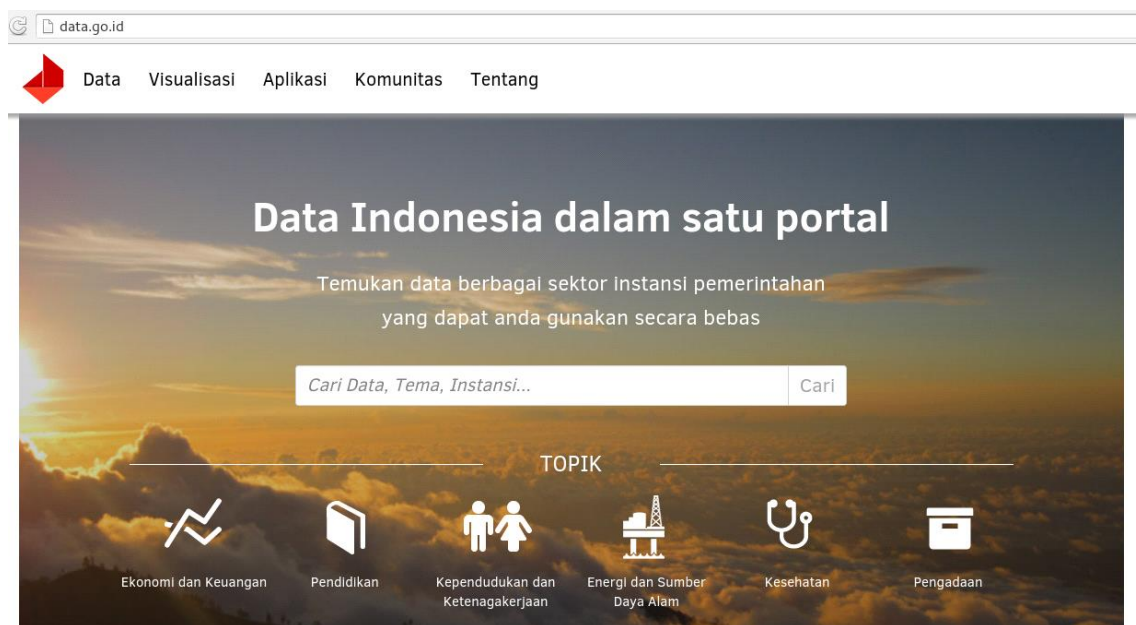 data.go.id
Data Visualisasi Aplikasi Komunitas Tentang
Data Indonesia dalam satu portal
Temukan data berbagai sektor instansi pemerintahan
yang dapat anda gunakan secara bebas
Cari Data, Tema, Instansi... Cari
TOPIK
Ekonomi dan Keuangan
Pendidikan
Kependudukan dan
Ketenagakerjaan
Energi dan Sumber
Daya Alam
Kesehatan
Pengadaan